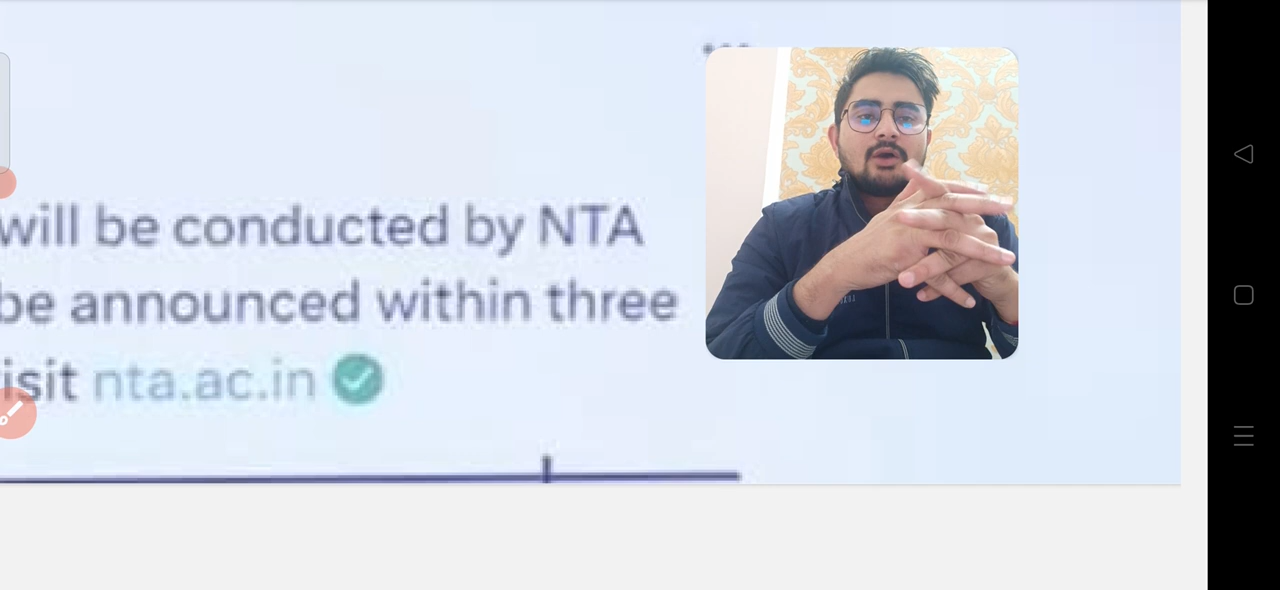 will be conducted by NTA
be announced within three
isit nta.ac.in